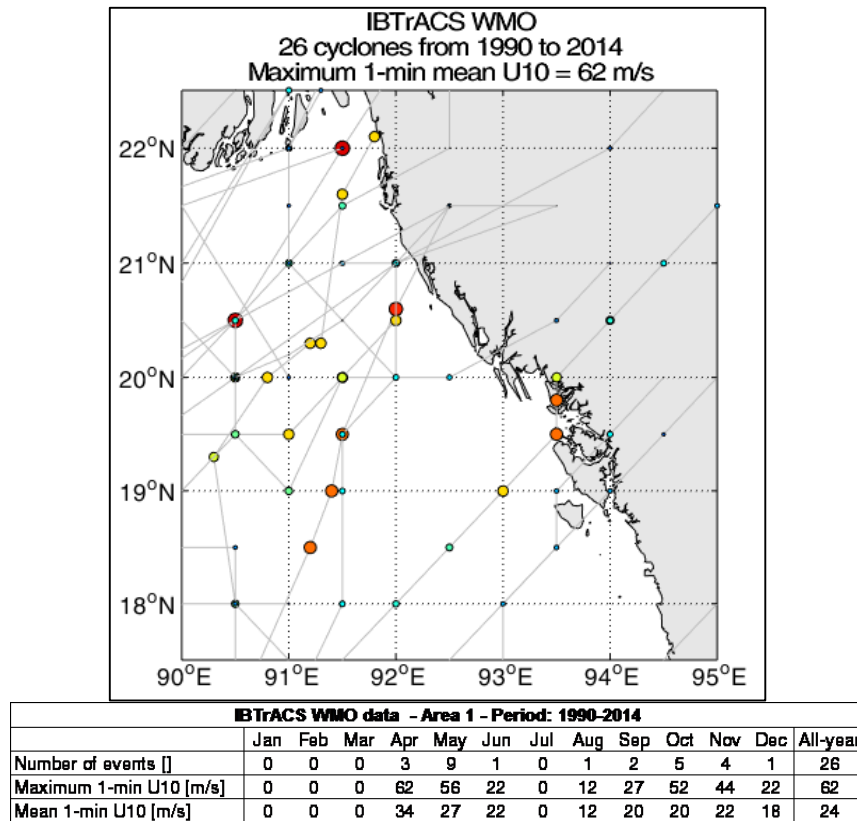 IBTrACS WMO
26 cyclones from 1990 to 2014
Maximum 1-min mean U10 = 62 m/s
22°N
21°N
20°N
19°N
18°N
90°E 91°E 92°E 93°E 94°E 95°E
IBTrACS WMO data - Area 1 - Period: 1990-2014
Jan Feb Mar Apr May Jun Jul Aug Sep Oct Nov Dec All-year
Number of events [] 0 0 0 3 9 1 0 1 2 5 4 1 26
Maximum 1-min U10 [m/s] 0 0 0 62 56 22 0 12 27 52 44 22 62
Mean 1-min U10 [m/s] 0 0 0 34 27 22 0 12 20 20 22 18 24